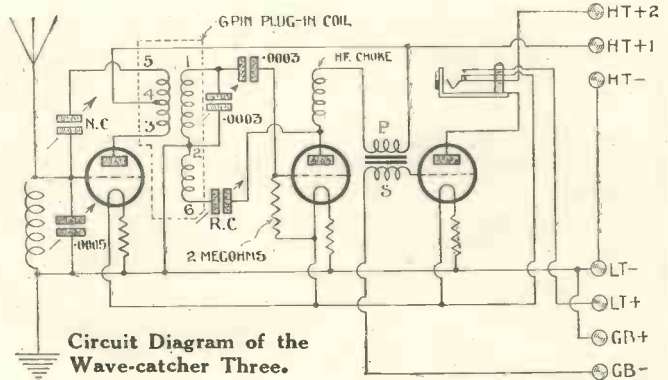 6PIN PLUG-IN COIL
HT+2
HT+1
HT-
5
1
.0003
HF. CHOKE
4
N.C
3
.0003
P
2
S
6
.0005
R.C
2 MEGOHMS
LT-
LT+
GB+
GB-
Circuit Diagram of the
Wave-catcher Three.